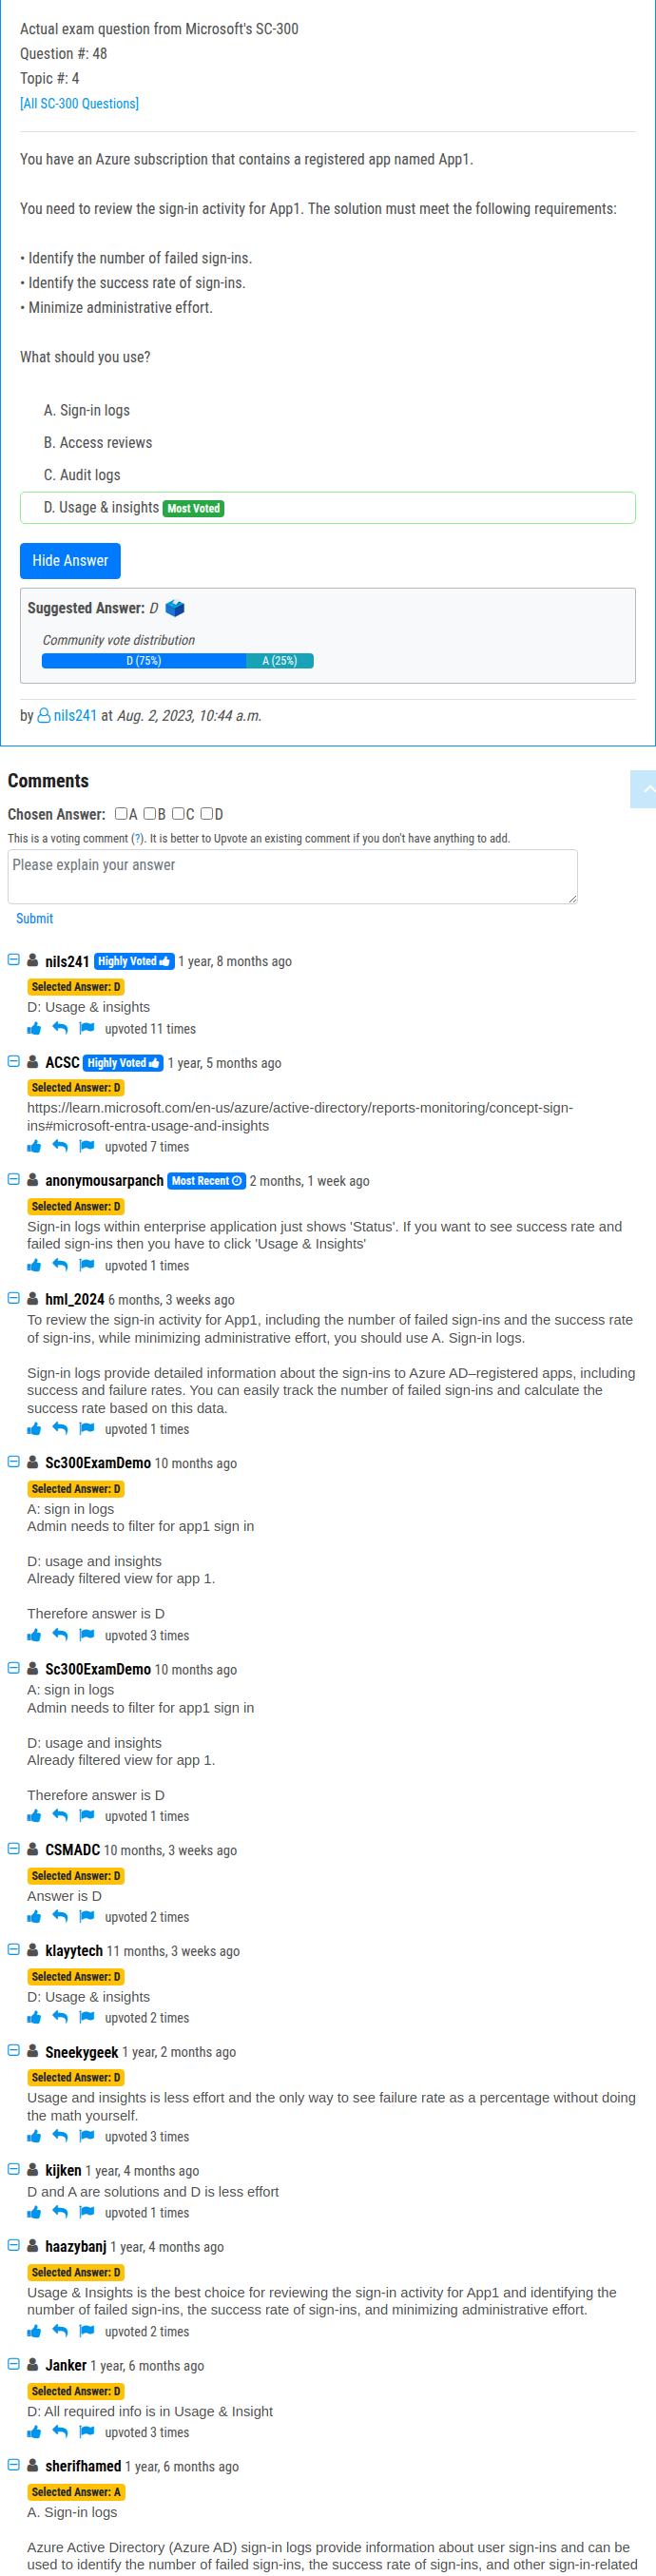 Actual exam question from Microsoft's SC-300
Question #: 48
Topic #: 4
[All SC-300 Questions]
You have an Azure subscription that contains a registered app named App1.
You need to review the sign-in activity for App1. The solution must meet the following requirements:
• Identify the number of failed sign-ins.
• Identify the success rate of sign-ins.
• Minimize administrative effort.
What should you use?
A. Sign-in logs
B. Access reviews
C. Audit logs
D. Usage & insights Most Voted
Hide Answer
Suggested Answer: D
Community vote distribution
D (75%) A (25%)
by nils241 at Aug. 2, 2023, 10:44 a.m.
Comments
Chosen Answer: A B C D
This is a voting comment (?). It is better to Upvote an existing comment if you don't have anything to add.
Please explain your answer
Submit
nils241 Highly Voted 1 year, 8 months ago
Selected Answer: D
D: Usage & insights
upvoted 11 times
ACSC Highly Voted 1 year, 5 months ago
Selected Answer: D
https://learn.microsoft.com/en-us/azure/active-directory/reports-monitoring/concept-sign-
ins#microsoft-entra-usage-and-insights
upvoted 7 times
anonymousarpanch Most Recent 2 months, 1 week ago
Selected Answer: D
Sign-in logs within enterprise application just shows 'Status'. If you want to see success rate and
failed sign-ins then you have to click 'Usage & Insights'
upvoted 1 times
hml_2024 6 months, 3 weeks ago
To review the sign-in activity for App1, including the number of failed sign-ins and the success rate
of sign-ins, while minimizing administrative effort, you should use A. Sign-in logs.
Sign-in logs provide detailed information about the sign-ins to Azure AD–registered apps, including
success and failure rates. You can easily track the number of failed sign-ins and calculate the
success rate based on this data.
upvoted 1 times
Sc300ExamDemo 10 months ago
Selected Answer: D
A: sign in logs
Admin needs to filter for app1 sign in
D: usage and insights
Already filtered view for app 1.
Therefore answer is D
upvoted 3 times
Sc300ExamDemo 10 months ago
A: sign in logs
Admin needs to filter for app1 sign in
D: usage and insights
Already filtered view for app 1.
Therefore answer is D
upvoted 1 times
CSMADC 10 months, 3 weeks ago
Selected Answer: D
Answer is D
upvoted 2 times
klayytech 11 months, 3 weeks ago
Selected Answer: D
D: Usage & insights
upvoted 2 times
Sneekygeek 1 year, 2 months ago
Selected Answer: D
Usage and insights is less effort and the only way to see failure rate as a percentage without doing
the math yourself.
upvoted 3 times
kijken 1 year, 4 months ago
D and A are solutions and D is less effort
upvoted 1 times
haazybanj 1 year, 4 months ago
Selected Answer: D
Usage & Insights is the best choice for reviewing the sign-in activity for App1 and identifying the
number of failed sign-ins, the success rate of sign-ins, and minimizing administrative effort.
upvoted 2 times
Janker 1 year, 6 months ago
Selected Answer: D
D: All required info is in Usage & Insight
upvoted 3 times
sherifhamed 1 year, 6 months ago
Selected Answer: A
A. Sign-in logs
Azure Active Directory (Azure AD) sign-in logs provide information about user sign-ins and can be
used to identify the number of failed sign-ins, the success rate of sign-ins, and other sign-in-related